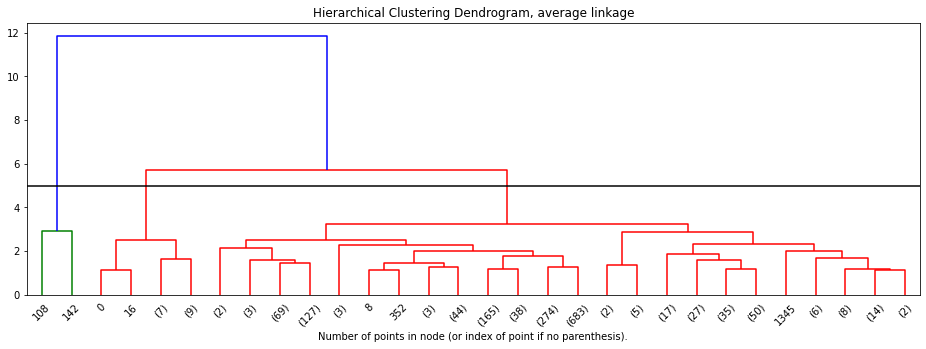 Hierarchical Clustering Dendrogram, average linkage
12
10
8
6
4
2
0
108 142 0 16 (7) (9) (2) (3) (69) (127) (3) 8 352 (3) (44) (165) (38) (274) (683) (2) (5) (17) (27) (35) (50) 1345 (6) (8) (14) (2)
Number of points in node (or index of point if no parenthesis).